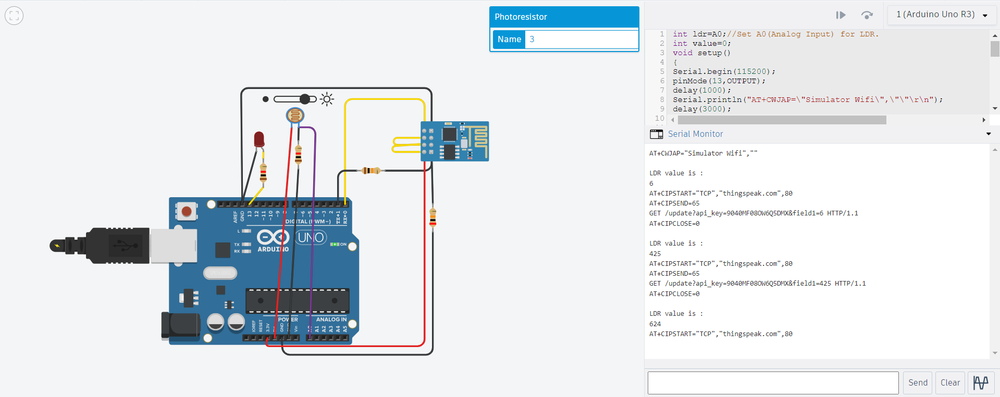 Photoresistor
Name 3
1 (Arduino Uno R3)
1 int ldr=A0;//Set A0(Analog Input) for LDR.
2 int value=0;
3 void setup()
4 {
5 Serial.begin(115200);
6 pinMode(13,OUTPUT);
7 delay(1000);
8 Serial.println("AT+CWJAP=\"Simulator Wifi\",\"\"\r\n");
9 delay(3000);
10
Serial Monitor
AT+CWJAP="Simulator Wifi",""
LDR value is :
6
AT+CIPSTART="TCP","thingspeak.com",80
AT+CIPSEND=65
GET /update?api_key=9040MF08OW6Q5DMX&field1=6 HTTP/1.1
AT+CIPCLOSE=0
LDR value is :
425
AT+CIPSTART="TCP","thingspeak.com",80
AT+CIPSEND=65
GET /update?api_key=9040MF08OW6Q5DMX&field1=425 HTTP/1.1
AT+CIPCLOSE=0
LDR value is :
624
AT+CIPSTART="TCP","thingspeak.com",80
Send
Clear
AREF
GND
13
12
~11
~10
~9
~6
~5
4
~3
2
TX→1
RX←0
DIGITAL (PWM~)
L
TX
RX
UNO
ARDUINO
ON
POWER
ANALOG IN
IOREF
RESET
3.3V
GND
Vin
A1
A2
A3
A4
A5